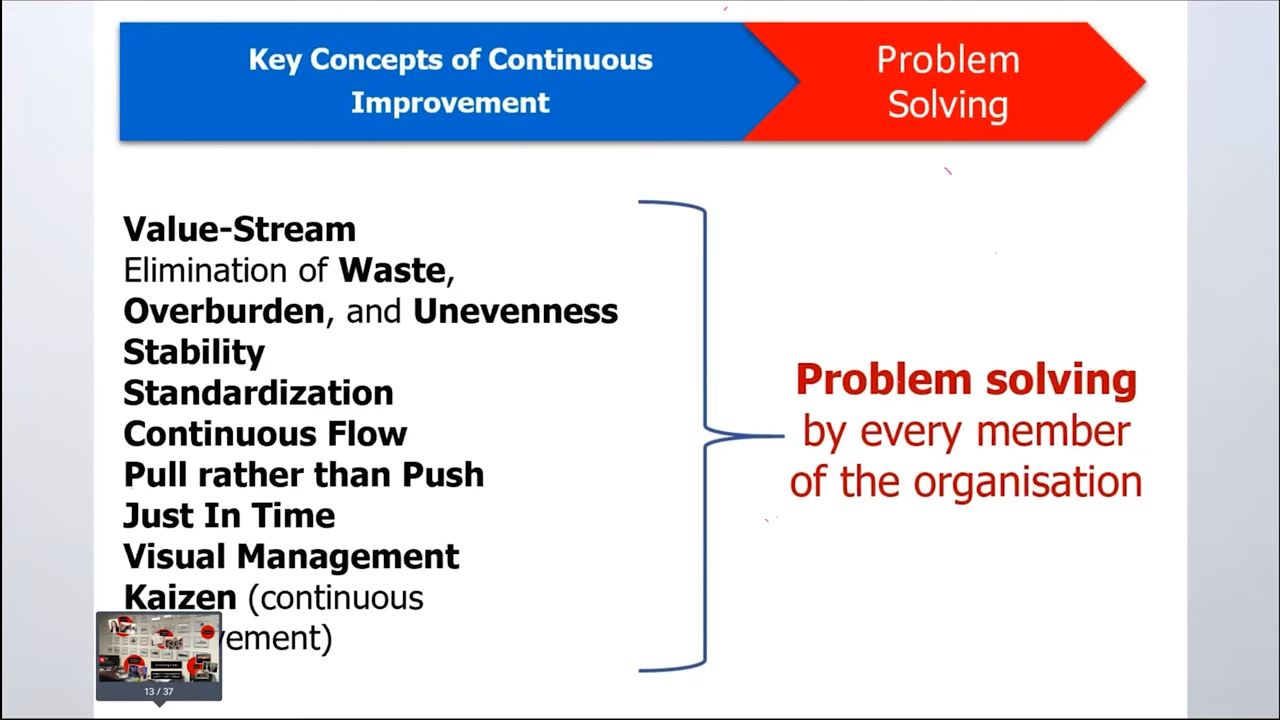 Key Concepts of Continuous
Improvement
Problem
Solving
Value-Stream
Elimination of Waste,
Overburden, and Unevenness
Stability
Standardization
Continuous Flow
Pull rather than Push
Just In Time
Visual Management
Kaizen (continuous
vement)
Problem solving
by every member
of the organisation
13 / 37